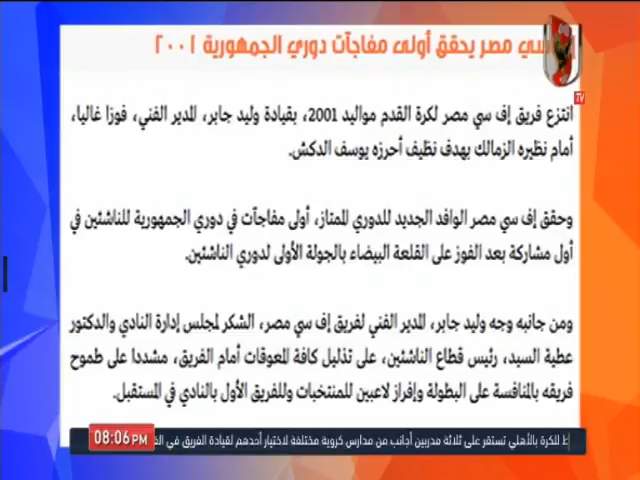 سي مصر يحقق أولى مفاجآت دوري الجمهورية ٢٠٠١
TV
انتزع فريق إف سي مصر لكرة القدم مواليد 2001، بقيادة وليد جابر، المدير الفني، فوزا غاليا،
أمام نظيره الزمالك بهدف نظيف أحرزه يوسف الدكش.
وحقق إف سي مصر الوافد الجديد للدوري الممتاز، أولى مفاجآت في دوري الجمهورية للناشئين في
أول مشاركة بعد الفوز على القلعة البيضاء بالجولة الأولى لدوري الناشئين.
ومن جانبه وجه وليد جابر، المدير الفني لفريق إف سي مصر، الشكر لمجلس إدارة النادي والدكتور
عطية السيد، رئيس قطاع الناشئين، على تذليل كافة المعوقات أمام الفريق، مشددا على طموح
فريقه بالمنافسة على البطولة وإفراز لاعبين للمنتخبات وللفريق الأول بالنادي في المستقبل.
ط للكرة بالأهلي تستقر على ثلاثة مدربين أجانب من مدارس كروية مختلفة لاختيار أحدهم لقيادة الفريق في الف
08:06 PM